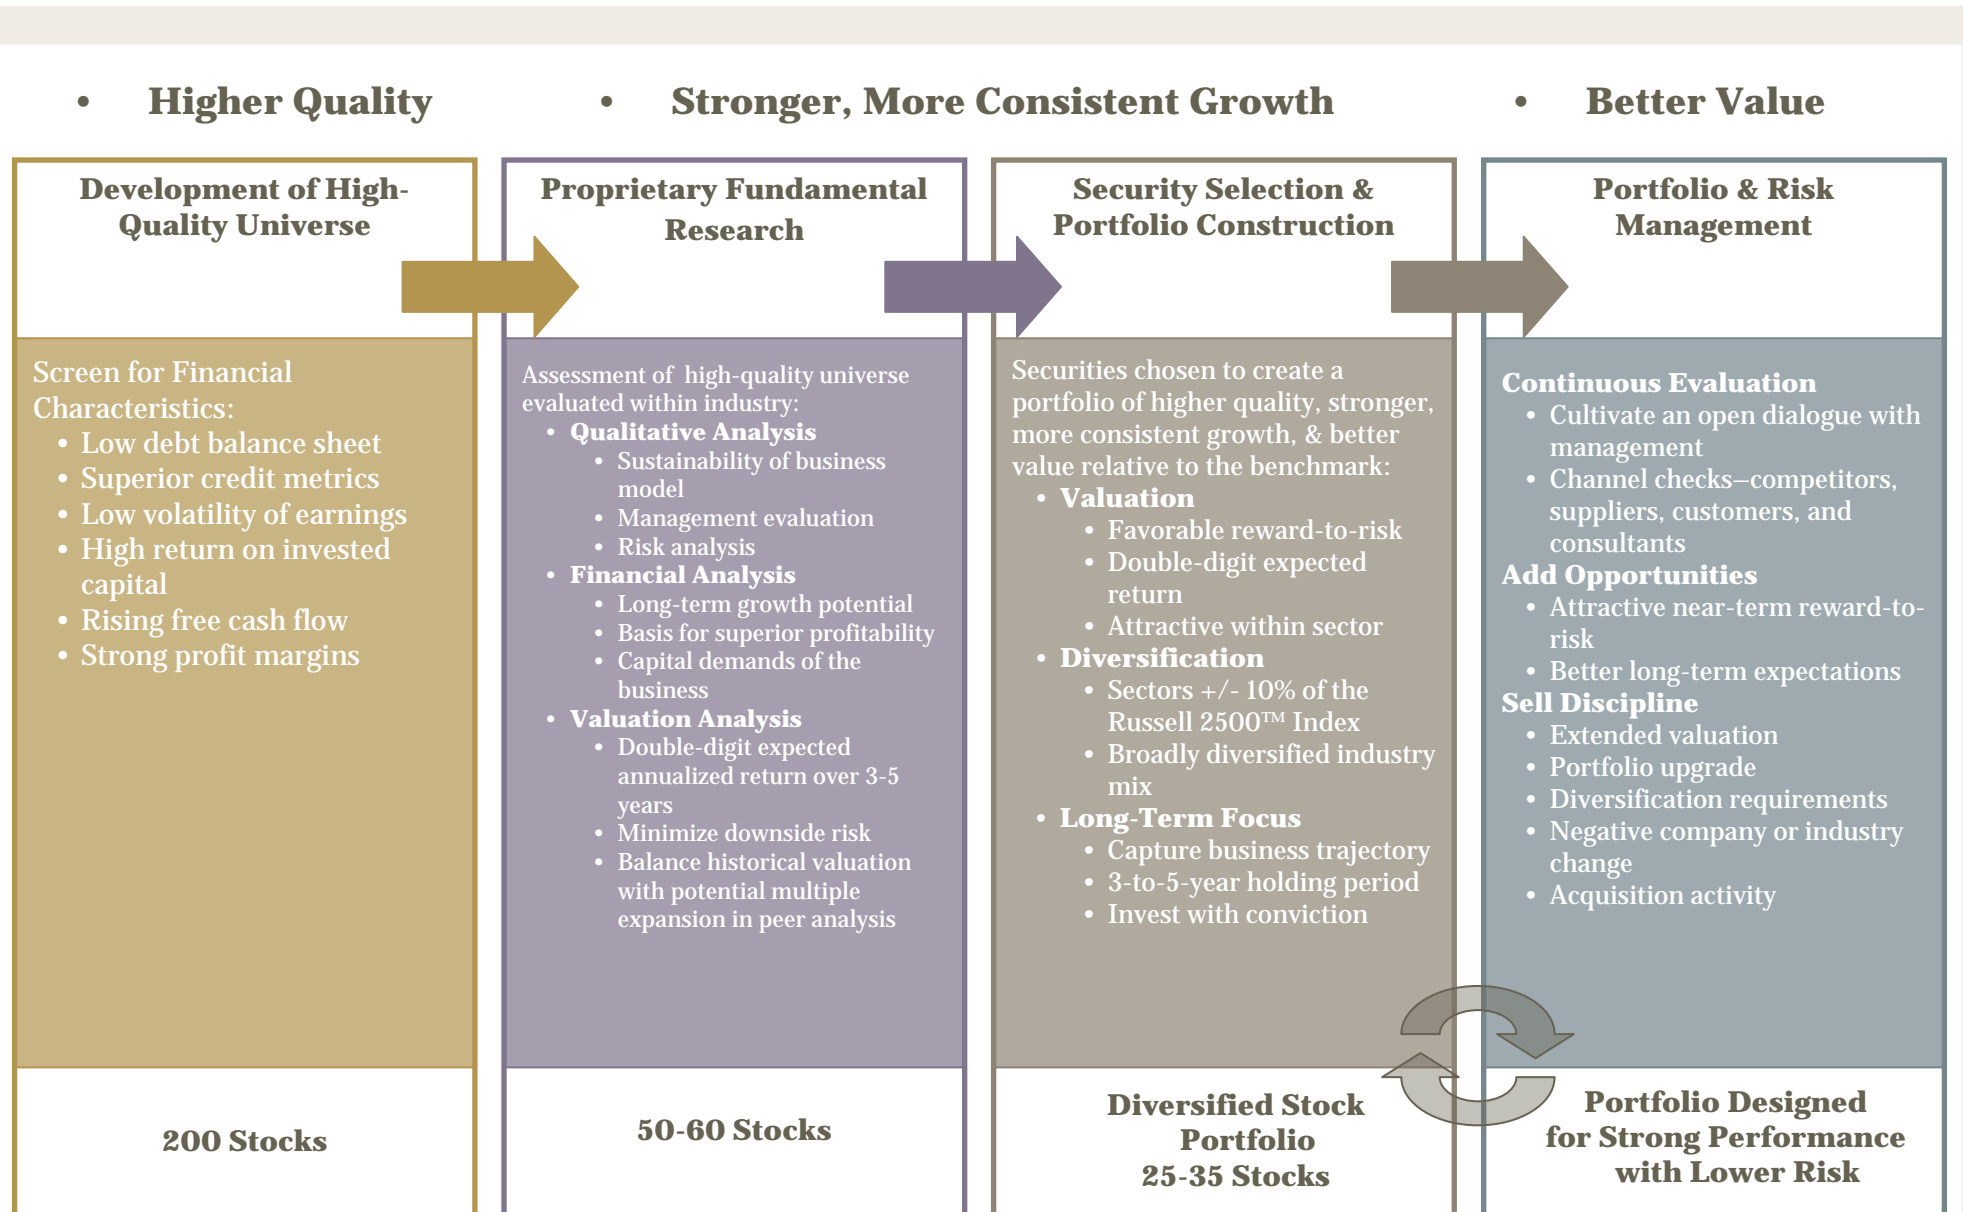 • Higher Quality
• Stronger, More Consistent Growth
• Better Value
Development of High-
Quality Universe
Screen for Financial
Characteristics:
• Low debt balance sheet
• Superior credit metrics
• Low volatility of earnings
• High return on invested
capital
• Rising free cash flow
• Strong profit margins
200 Stocks
Proprietary Fundamental
Research
Assessment of high-quality universe
evaluated within industry:
• Qualitative Analysis
• Sustainability of business
model
• Management evaluation
• Risk analysis
• Financial Analysis
• Long-term growth potential
• Basis for superior profitability
• Capital demands of the
business
• Valuation Analysis
• Double-digit expected
annualized return over 3-5
years
• Minimize downside risk
• Balance historical valuation
with potential multiple
expansion in peer analysis
50-60 Stocks
Security Selection &
Portfolio Construction
Securities chosen to create a
portfolio of higher quality, stronger,
more consistent growth, & better
value relative to the benchmark:
• Valuation
• Favorable reward-to-risk
• Double-digit expected
return
• Attractive within sector
• Diversification
• Sectors +/- 10% of the
Russell 2500™ Index
• Broadly diversified industry
mix
• Long-Term Focus
• Capture business trajectory
• 3-to-5-year holding period
• Invest with conviction
Diversified Stock
Portfolio
25-35 Stocks
Portfolio & Risk
Management
Continuous Evaluation
• Cultivate an open dialogue with
management
• Channel checks–competitors,
suppliers, customers, and
consultants
Add Opportunities
• Attractive near-term reward-to-
risk
• Better long-term expectations
Sell Discipline
• Extended valuation
• Portfolio upgrade
• Diversification requirements
• Negative company or industry
change
• Acquisition activity
Portfolio Designed
for Strong Performance
with Lower Risk